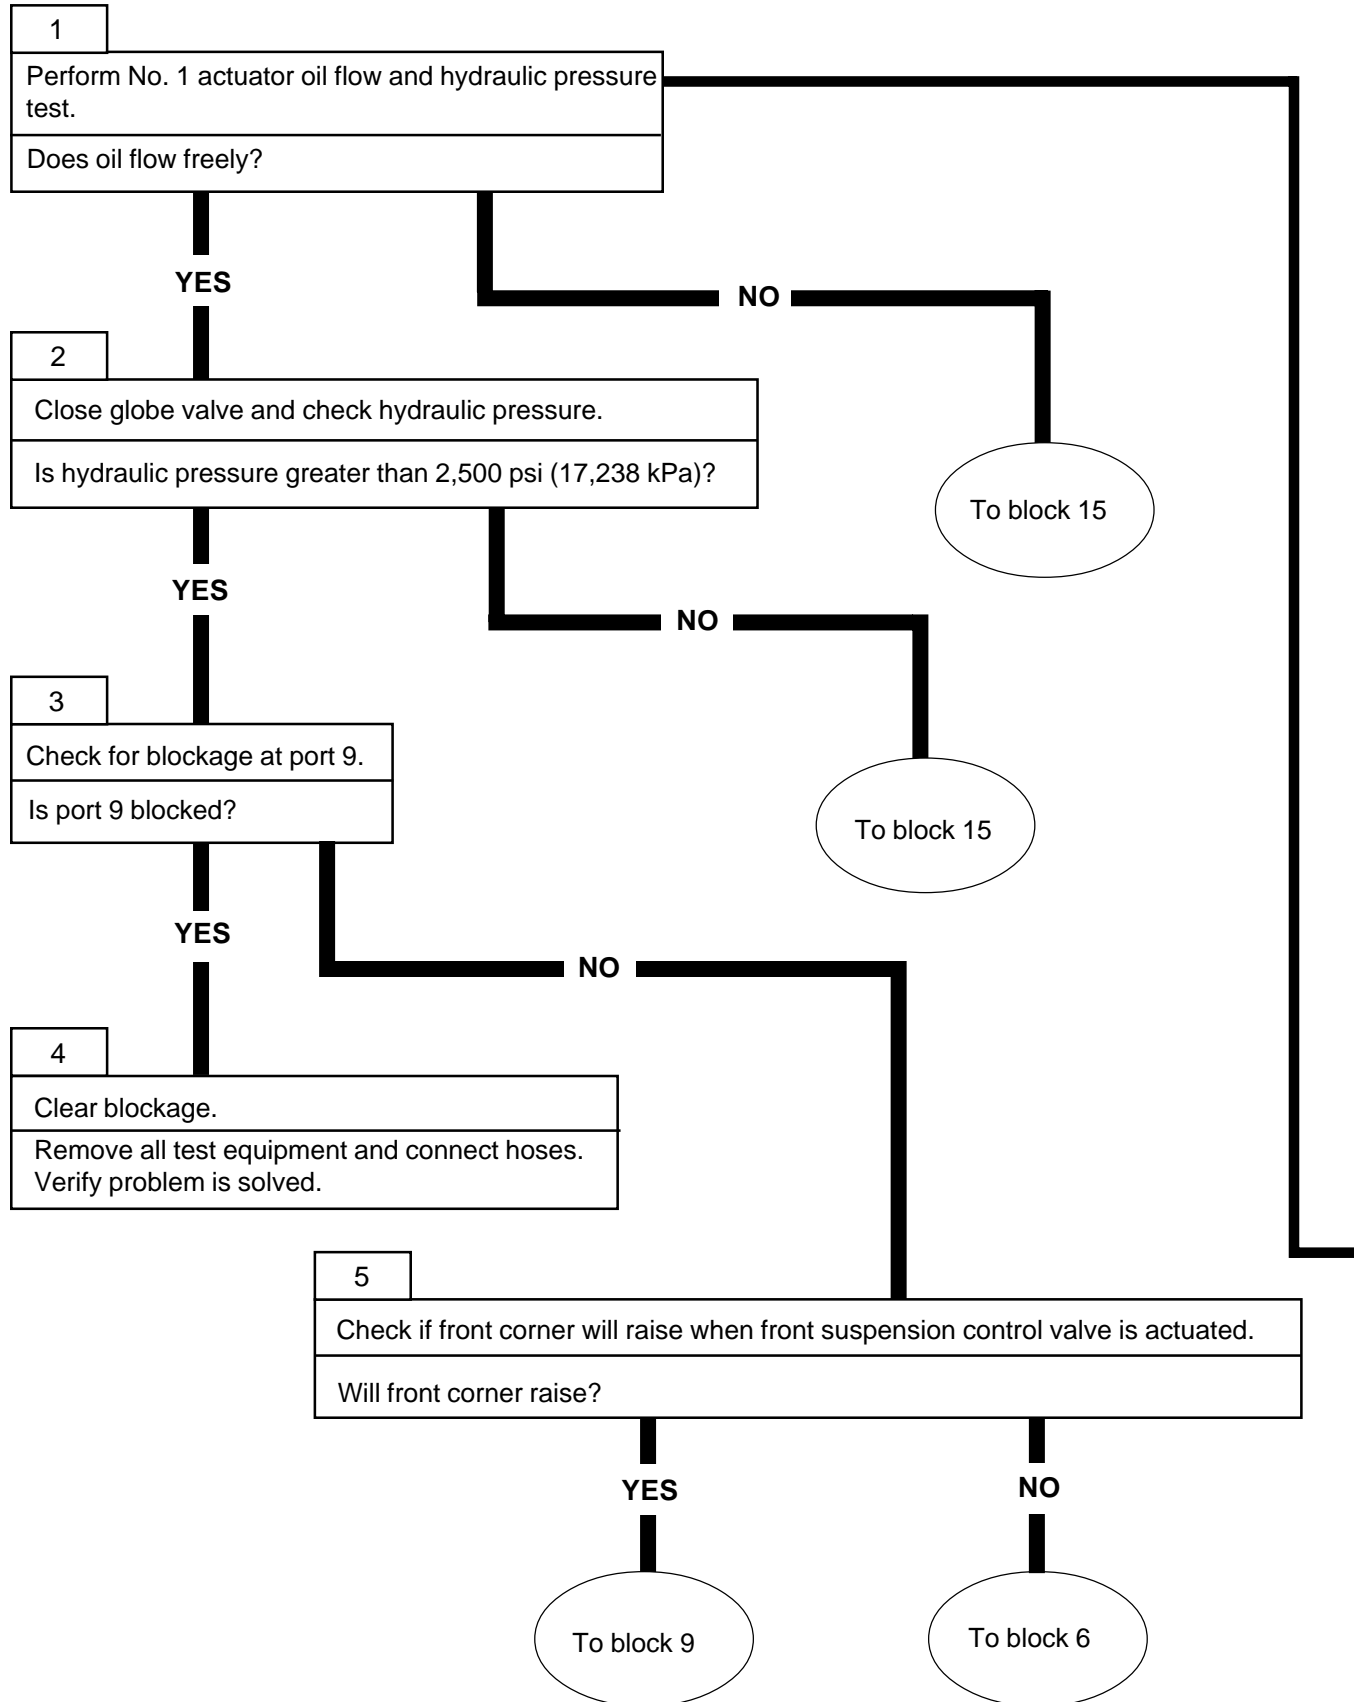 1
Perform No. 1 actuator oil flow and hydraulic pressure
test.
Does oil flow freely?
YES
NO
2
Close globe valve and check hydraulic pressure.
Is hydraulic pressure greater than 2,500 psi (17,238 kPa)?
To block 15
YES
NO
3
Check for blockage at port 9.
Is port 9 blocked?
To block 15
YES
NO
4
Clear blockage.
Remove all test equipment and connect hoses.
Verify problem is solved.
5
Check if front corner will raise when front suspension control valve is actuated.
Will front corner raise?
YES
NO
To block 9
To block 6